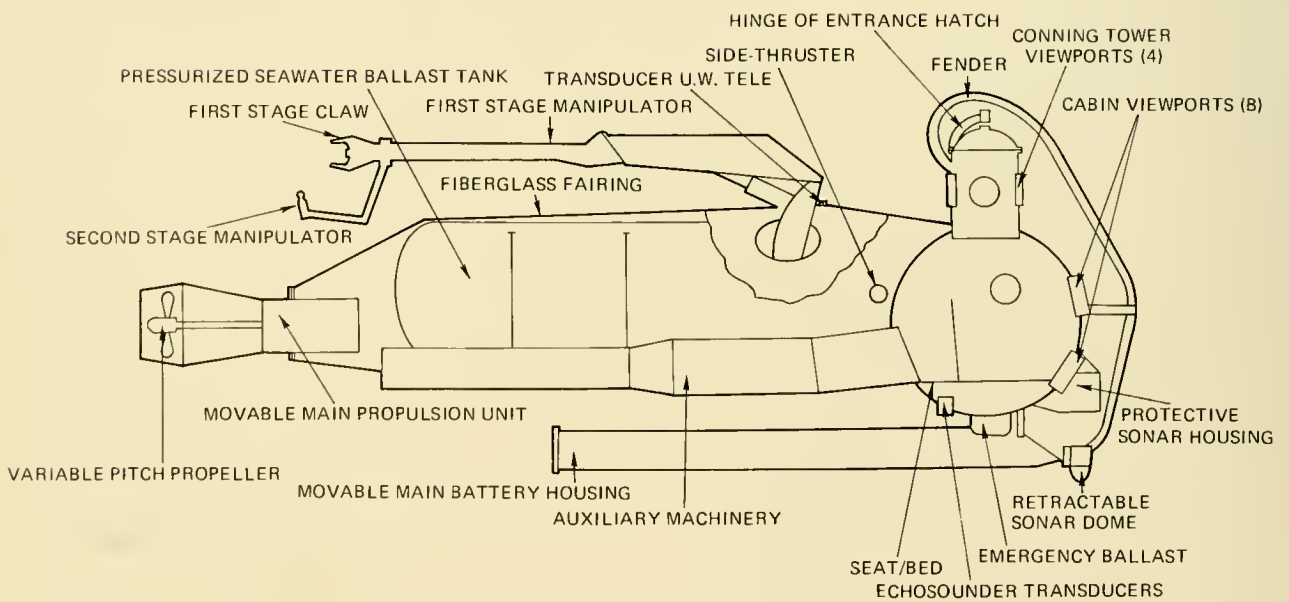 HINGE OF ENTRANCE HATCH
CONNING TOWER
VIEWPORTS (4)
SIDE-THRUSTER
FENDER
PRESSURIZED SEAWATER BALLAST TANK
TRANSDUCER U.W. TELE
CABIN VIEWPORTS (8)
FIRST STAGE CLAW
FIRST STAGE MANIPULATOR
FIBERGLASS FAIRING
SECOND STAGE MANIPULATOR
MOVABLE MAIN PROPULSION UNIT
PROTECTIVE
SONAR HOUSING
VARIABLE PITCH PROPELLER
MOVABLE MAIN BATTERY HOUSING
AUXILIARY MACHINERY
RETRACTABLE
SONAR DOME
EMERGENCY BALLAST
SEAT/BED
ECHOSOUNDER TRANSDUCERS